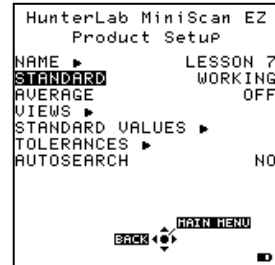 HunterLab MiniScan EZ
Product Setup
NAME ▶ LESSON 7
STANDARD WORKING
AVERAGE OFF
VIEWS ▶
STANDARD VALUES ▶
TOLERANCES ▶
AUTOSEARCH NO
MAIN MENU
BACK